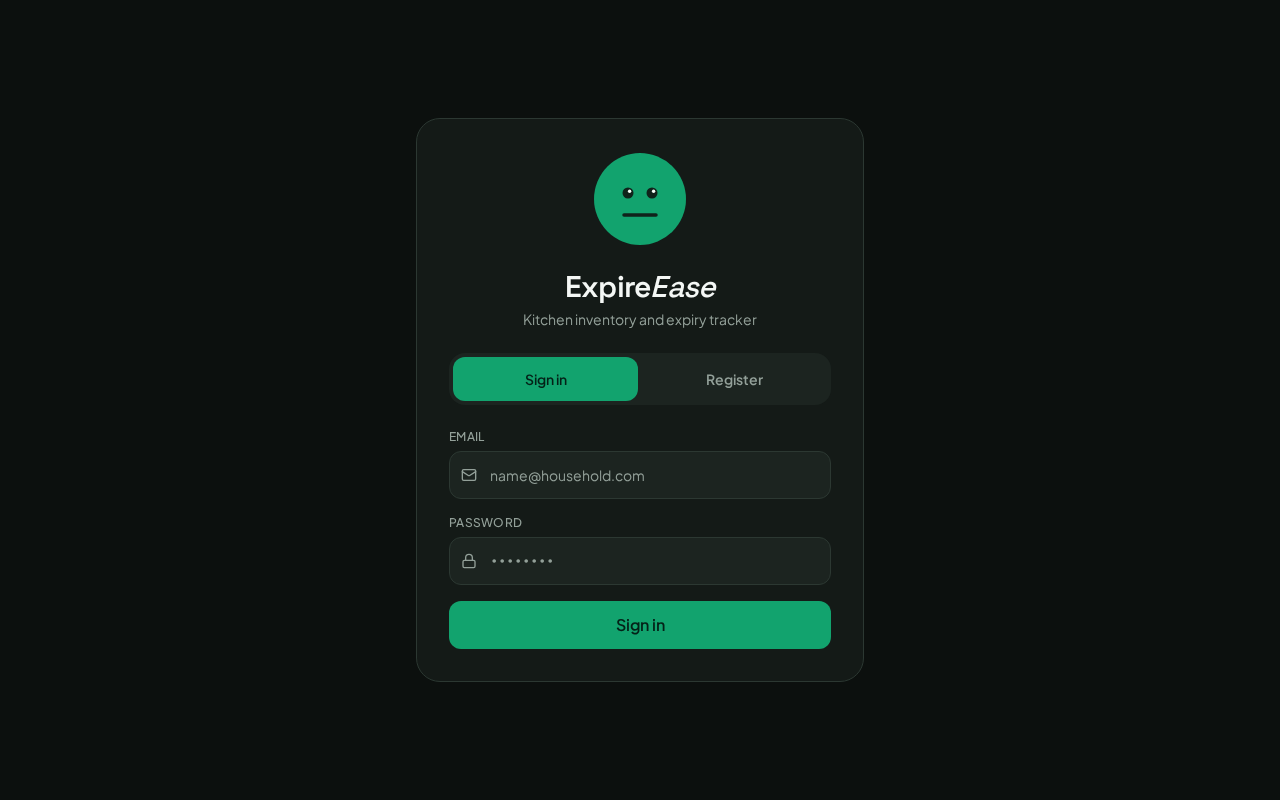 ExpireEase
Kitchen inventory and expiry tracker
Sign in
Register
EMAIL
name@household.com
PASSWORD
••••••••
Sign in